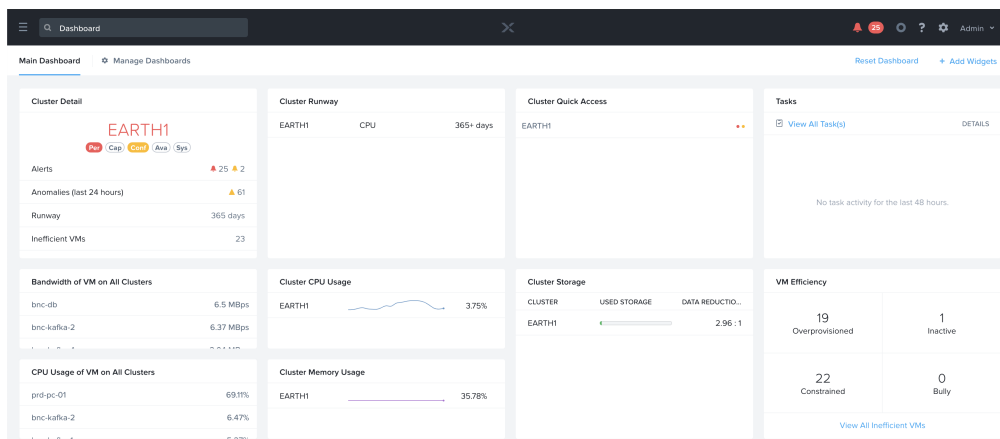 Dashboard
25
?
Admin
Main Dashboard
Manage Dashboards
Reset Dashboard
+ Add Widgets
Cluster Detail
EARTH1
Per Cap Conf Ava Sys
Alerts 25 2
Anomalies (last 24 hours) 61
Runway 365 days
Inefficient VMs 23
Cluster Runway
EARTH1 CPU 365+ days
Cluster Quick Access
EARTH1
Tasks
View All Task(s) DETAILS
No task activity for the last 48 hours.
Bandwidth of VM on All Clusters
bnc-db 6.5 MBps
bnc-kafka-2 6.37 MBps
Cluster CPU Usage
EARTH1 3.75%
Cluster Storage
CLUSTER USED STORAGE DATA REDUCTIO...
EARTH1 2.96 : 1
VM Efficiency
19 Overprovisioned
1 Inactive
22 Constrained
0 Bully
View All Inefficient VMs
CPU Usage of VM on All Clusters
prd-pc-01 69.11%
bnc-kafka-2 6.47%
Cluster Memory Usage
EARTH1 35.78%